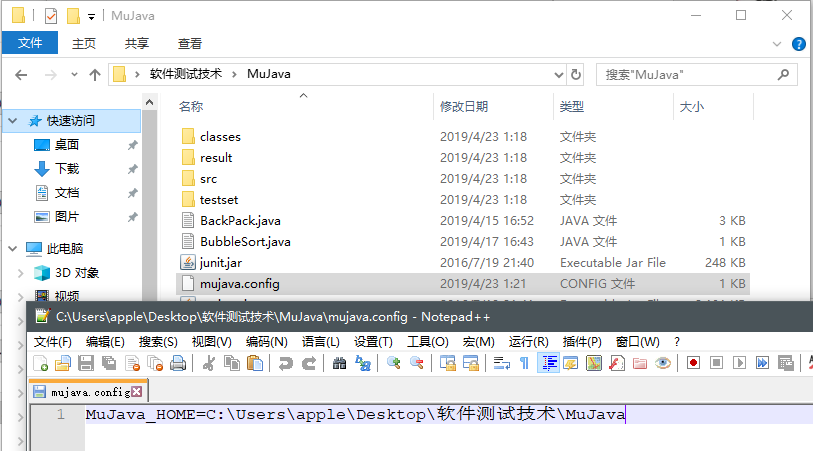 MuJava
文件 主页 共享 查看
软件测试技术 MuJava 搜索"MuJava"
名称 修改日期 类型 大小
快速访问
桌面
下载
文档
图片
此电脑
3D 对象
视频
classes 2019/4/23 1:18 文件夹
result 2019/4/23 1:18 文件夹
src 2019/4/23 1:18 文件夹
testset 2019/4/23 1:18 文件夹
BackPack.java 2019/4/15 16:52 JAVA 文件 3 KB
BubbleSort.java 2019/4/17 16:43 JAVA 文件 1 KB
junit.jar 2016/7/19 21:40 Executable Jar File 248 KB
mujava.config 2019/4/23 1:21 CONFIG 文件 1 KB
C:\Users\apple\Desktop\软件测试技术\MuJava\mujava.config - Notepad++
文件(F) 编辑(E) 搜索(S) 视图(V) 编码(N) 语言(L) 设置(T) 工具(O) 宏(M) 运行(R) 插件(P) 窗口(W) ?
mujava.config
1 MuJava_HOME=C:\Users\apple\Desktop\软件测试技术\MuJava